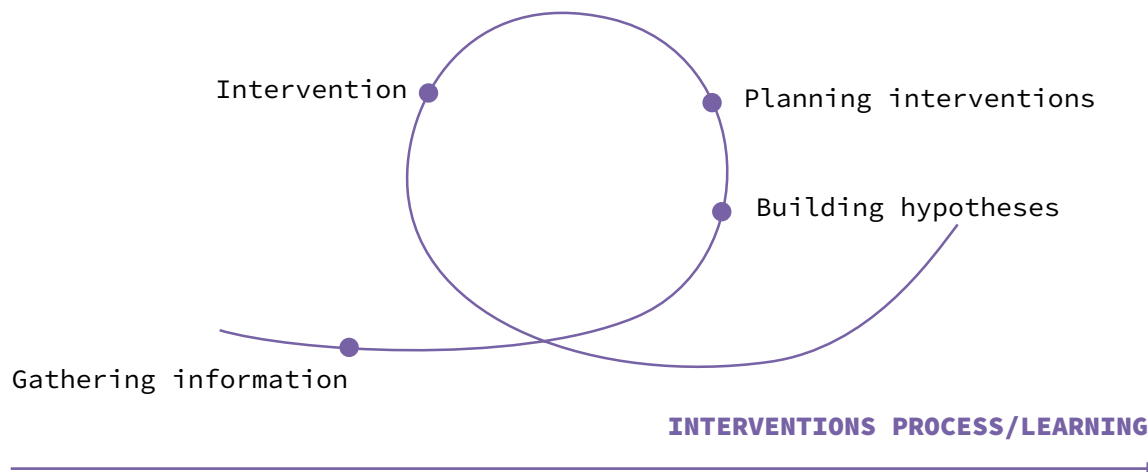 Intervention
Planning interventions
Building hypotheses
Gathering information
INTERVENTIONS PROCESS/LEARNING